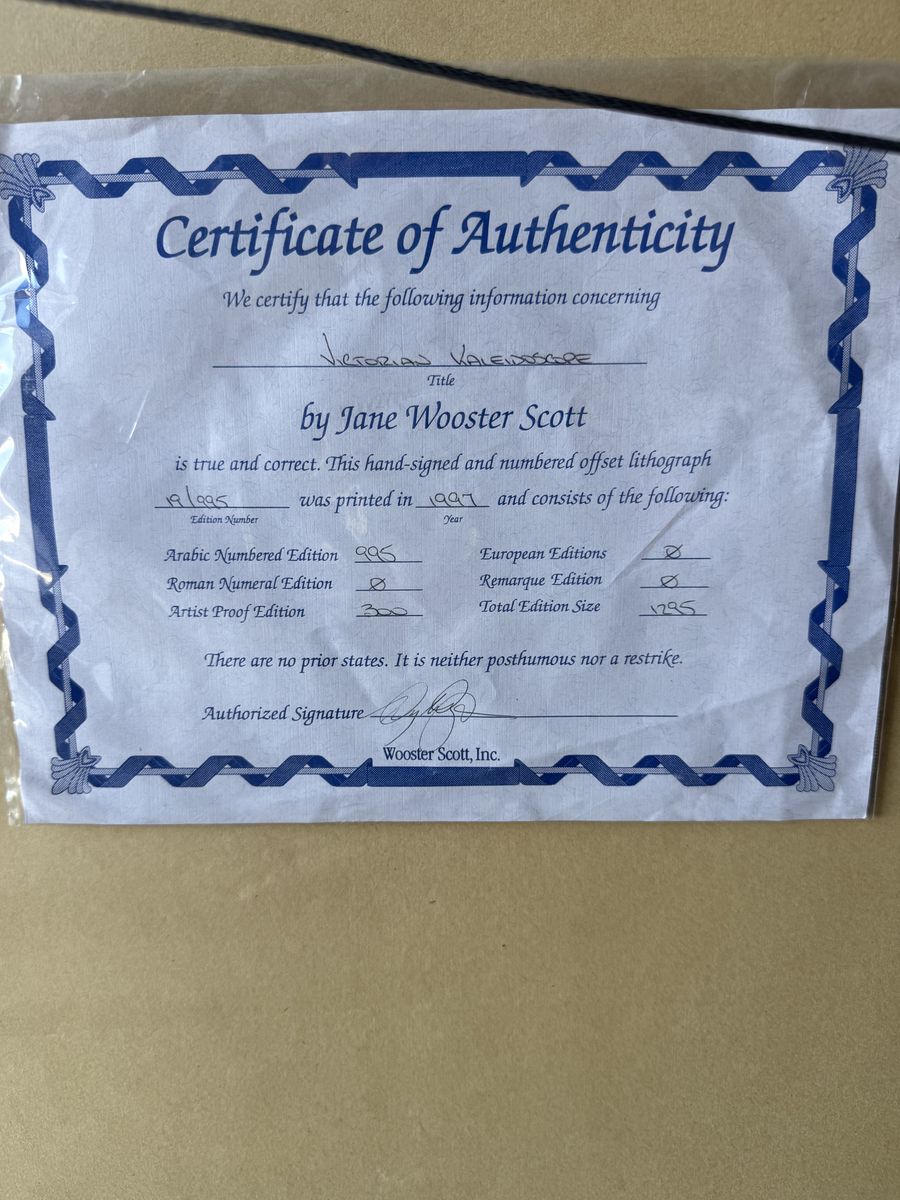 Certificate of Authenticity
We certify that the following information concerning
VICTORIAN KALEIDOSCOPE
Title
by Jane Wooster Scott
is true and correct. This hand-signed and numbered offset lithograph
19/995 was printed in 1997 and consists of the following:
Edition Number Year
Arabic Numbered Edition 995 European Editions Ø
Roman Numeral Edition Ø Remarque Edition Ø
Artist Proof Edition 300 Total Edition Size 1295
There are no prior states. It is neither posthumous nor a restrike.
Authorized Signature
Wooster Scott, Inc.